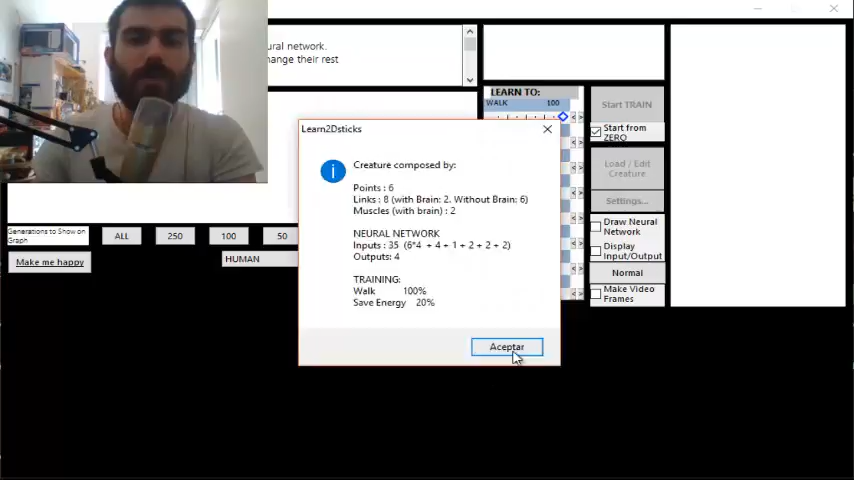 ural network.
ange their rest
LEARN TO:
WALK 100
Start TRAIN
Start from
ZERO
Load / Edit
Creature
Settings...
Draw Neural
Network
Display
Input/Output
Normal
Make Video
Frames
Learn2Dsticks
Creature composed by:
Points : 6
Links : 8 (with Brain: 2. Without Brain: 6)
Muscles (with brain) : 2
NEURAL NETWORK
Inputs : 35 (6*4 + 4 + 1 + 2 + 2 + 2)
Outputs: 4
TRAINING:
Walk 100%
Save Energy 20%
Aceptar
Generations to Show on
Graph
ALL
250
100
50
Make me happy
HUMAN